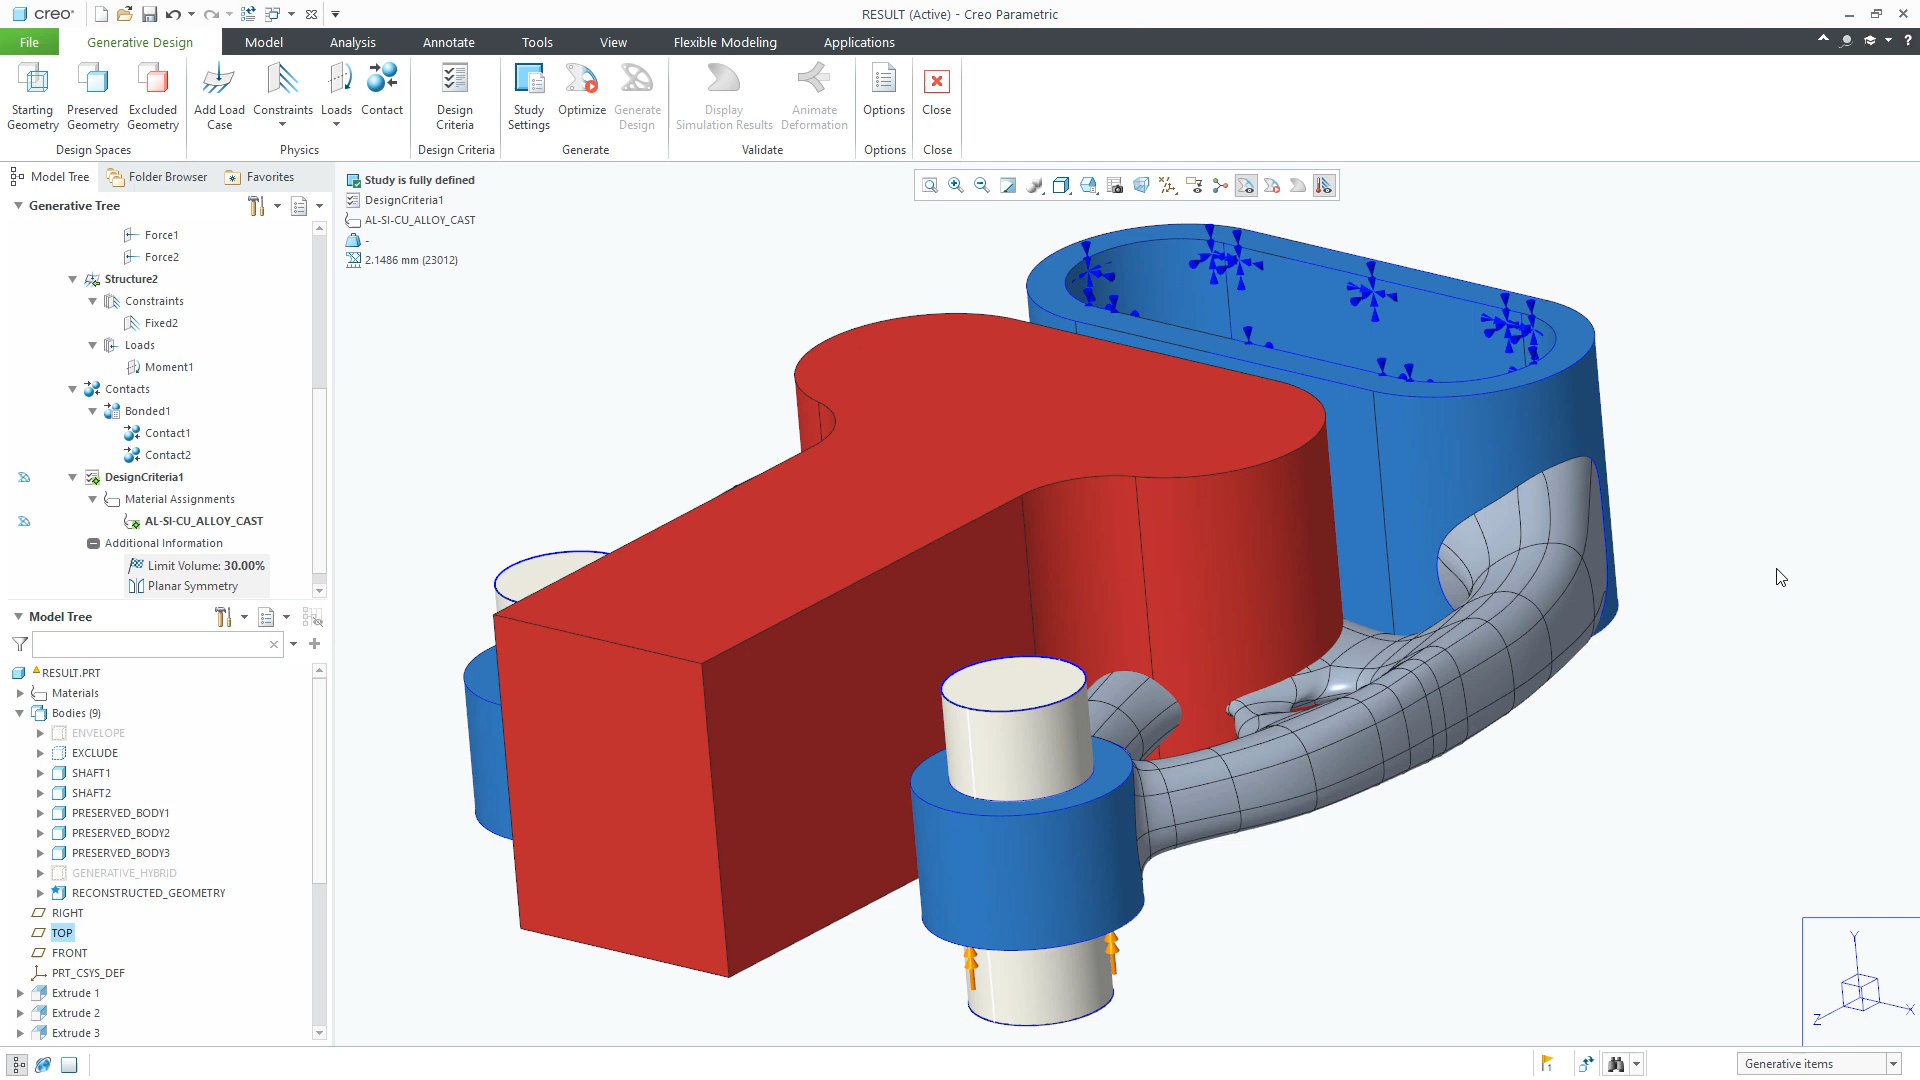 creo
RESULT (Active) - Creo Parametric
File
Generative Design
Model
Analysis
Annotate
Tools
View
Flexible Modeling
Applications
Starting Geometry
Preserved Geometry
Excluded Geometry
Add Load Case
Constraints
Loads
Contact
Design Criteria
Study Settings
Optimize
Generate Design
Display Simulation Results
Animate Deformation
Options
Close
Design Spaces
Physics
Design Criteria
Generate
Validate
Options
Close
Model Tree
Folder Browser
Favorites
Generative Tree
Force1
Force2
Structure2
Constraints
Fixed2
Loads
Moment1
Contacts
Bonded1
Contact1
Contact2
DesignCriteria1
Material Assignments
AL-SI-CU_ALLOY_CAST
Additional Information
Limit Volume: 30.00%
Planar Symmetry
Model Tree
RESULT.PRT
Materials
Bodies (9)
ENVELOPE
EXCLUDE
SHAFT1
SHAFT2
PRESERVED_BODY1
PRESERVED_BODY2
PRESERVED_BODY3
GENERATIVE_HYBRID
RECONSTRUCTED_GEOMETRY
RIGHT
TOP
FRONT
PRT_CSYS_DEF
Extrude 1
Extrude 2
Extrude 3
Study is fully defined
DesignCriteria1
AL-SI-CU_ALLOY_CAST
-
2.1486 mm (23012)
Y
X
Z
Generative items